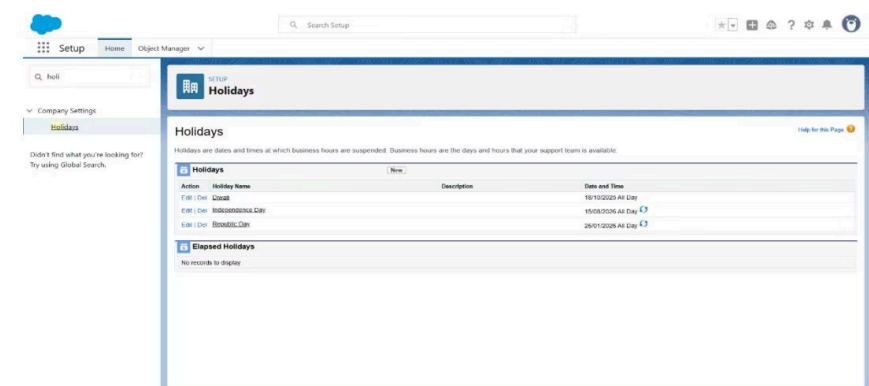 Search Setup
Setup Home Object Manager
holi
Company Settings
Holidays
Didn't find what you're looking for?
Try using Global Search.
SETUP
Holidays
Holidays
Help for this Page
Holidays are dates and times at which business hours are suspended. Business hours are the days and hours that your support team is available.
Holidays New
Action Holiday Name Description Date and Time
Edit | Del Diwali 18/10/2025 All Day
Edit | Del Independence Day 15/08/2025 All Day
Edit | Del Republic Day 26/01/2026 All Day
Elapsed Holidays
No records to display